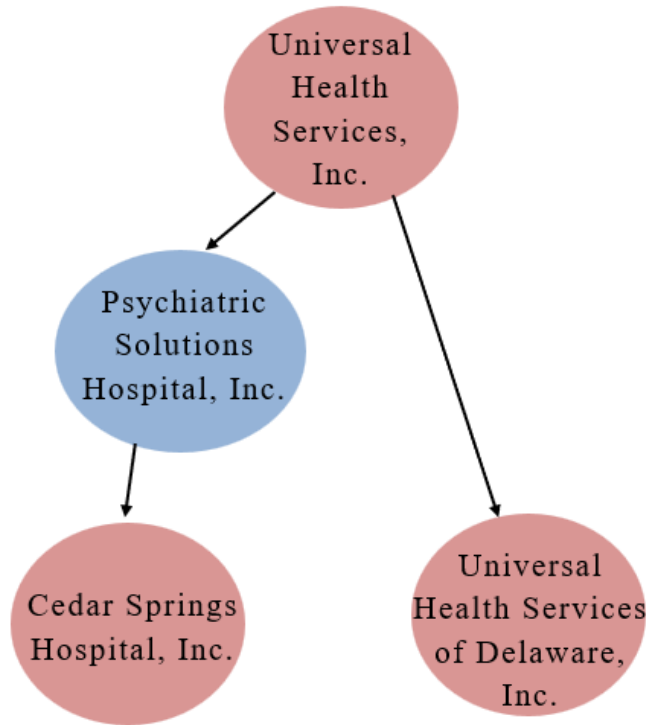 Universal
Health
Services,
Inc.
Psychiatric
Solutions
Hospital, Inc.
Cedar Springs
Hospital, Inc.
Universal
Health Services
of Delaware,
Inc.